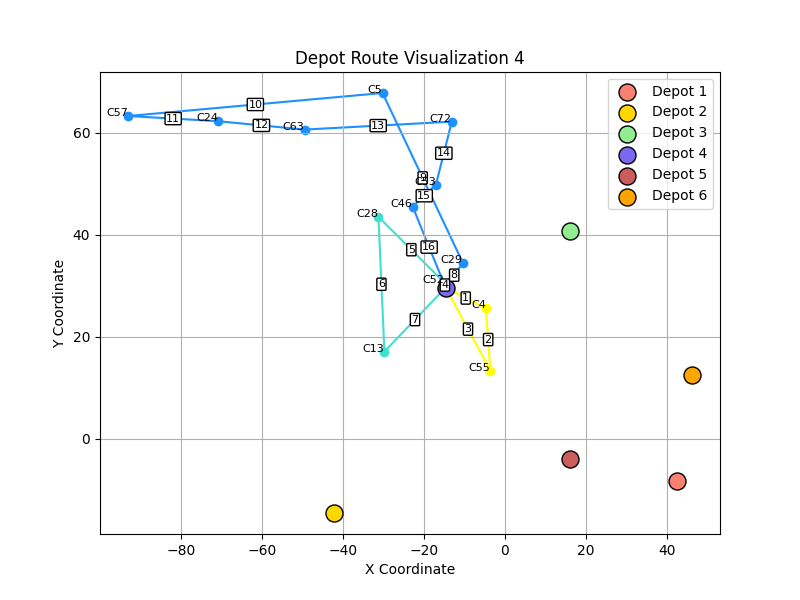 Depot Route Visualization 4
Depot 1
Depot 2
Depot 3
Depot 4
Depot 5
Depot 6
C5
C57
10
11
C24
12
C63
13
C72
14
9
15
C46
C28
16
5
C29
8
6
4
1
C4
7
3
2
C13
C55
60
40
20
0
Y Coordinate
−80
−60
−40
−20
0
20
40
X Coordinate